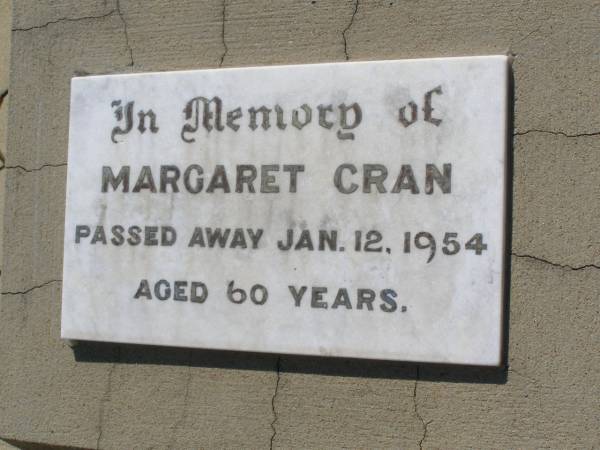 In Memory of
MARGARET CRAN
PASSED AWAY JAN. 12, 1954
AGED 60 YEARS.